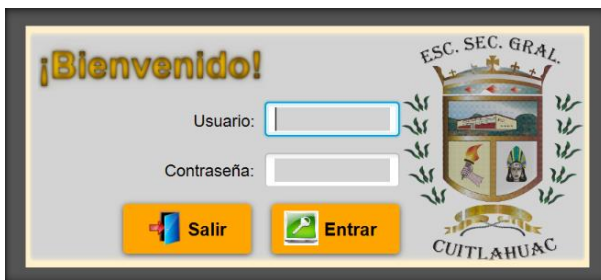 ¡Bienvenido!
ESC. SEC. GRAL.
Usuario:
Contraseña:
Salir
Entrar
CUITLAHUAC